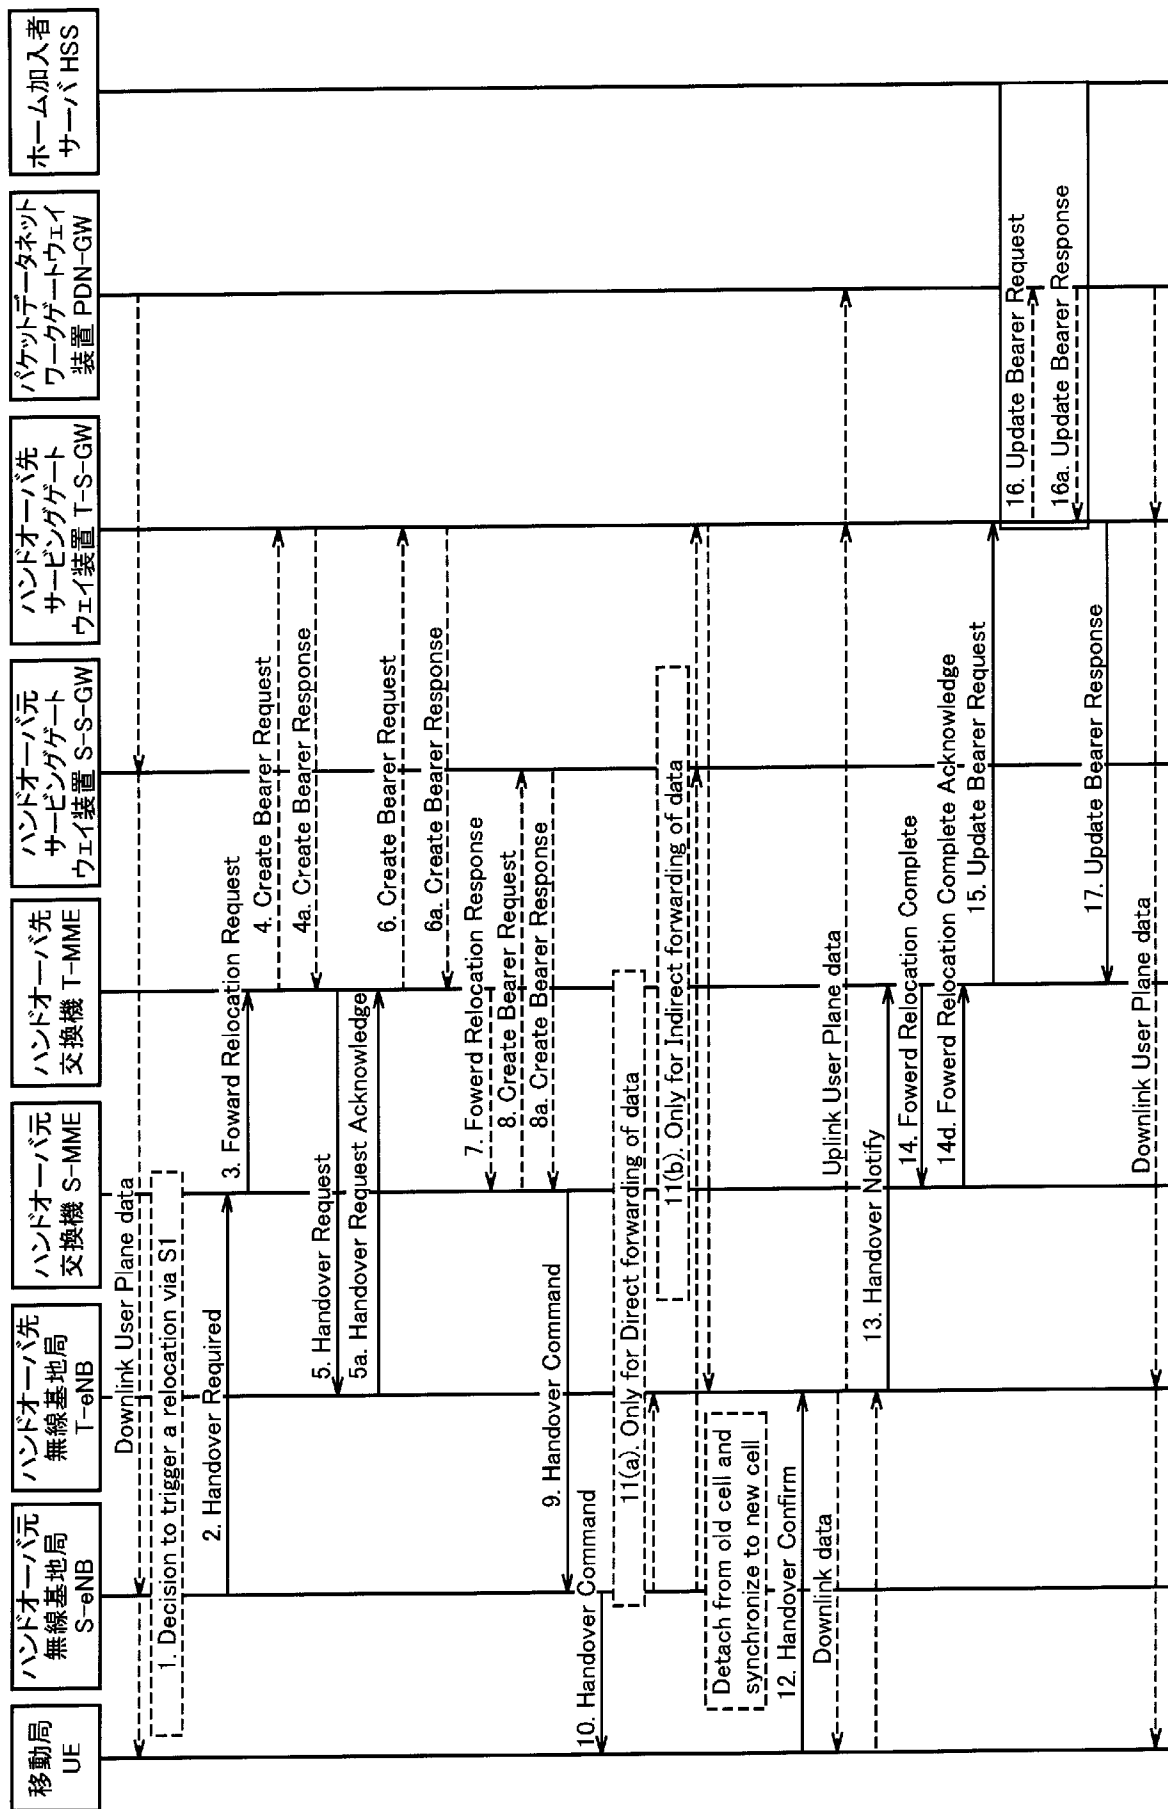 移動局
UE
ハンドオーバ元
無線基地局
S-eNB
ハンドオーバ先
無線基地局
T-eNB
ハンドオーバ元
交換機 S-MME
ハンドオーバ先
交換機 T-MME
ハンドオーバ元
サービングゲート
ウェイ装置 S-S-GW
ハンドオーバ先
サービングゲート
ウェイ装置 T-S-GW
パケットデータネット
ワークゲートウェイ
装置 PDN-GW
ホーム加入者
サーバ HSS
Downlink User Plane data
1. Decision to trigger a relocation via S1
2. Handover Required
3. Foward Relocation Request
4. Create Bearer Request
4a. Create Bearer Response
5. Handover Request
5a. Handover Request Acknowledge
6. Create Bearer Request
6a. Create Bearer Response
7. Fowerd Relocation Response
8. Create Bearer Request
8a. Create Bearer Response
9. Handover Command
10. Handover Command
11(a). Only for Direct forwarding of data
11(b). Only for Indirect forwarding of data
Detach from old cell and
synchronize to new cell
12. Handover Confirm
Downlink data
Uplink User Plane data
13. Handover Notify
14. Fowerd Relocation Complete
14d. Fowerd Relocation Complete Acknowledge
15. Update Bearer Request
16. Update Bearer Request
16a. Update Bearer Response
17. Update Bearer Response
Downlink User Plane data